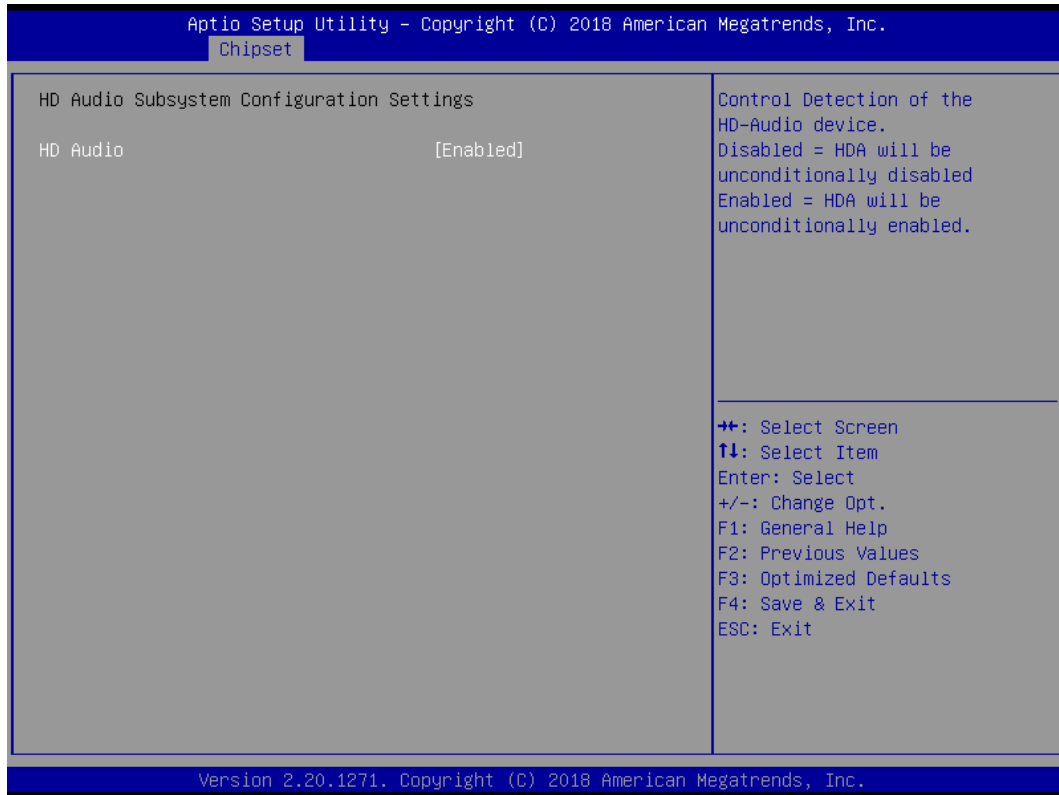 Aptio Setup Utility – Copyright (C) 2018 American Megatrends, Inc.
Chipset
HD Audio Subsystem Configuration Settings
HD Audio [Enabled]
Control Detection of the
HD-Audio device.
Disabled = HDA will be
unconditionally disabled
Enabled = HDA will be
unconditionally enabled.
→←: Select Screen
↑↓: Select Item
Enter: Select
+/-: Change Opt.
F1: General Help
F2: Previous Values
F3: Optimized Defaults
F4: Save & Exit
ESC: Exit
Version 2.20.1271. Copyright (C) 2018 American Megatrends, Inc.